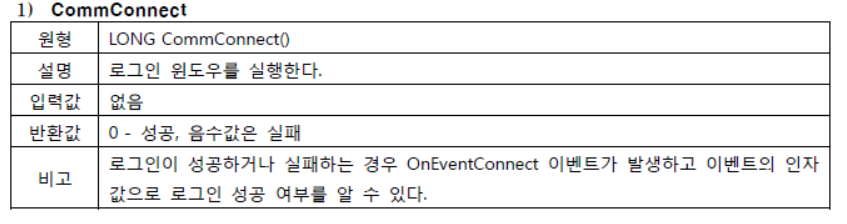 1) CommConnect
원형 LONG CommConnect()
설명 로그인 윈도우를 실행한다.
입력값 없음
반환값 0 - 성공, 음수값은 실패
비고 로그인이 성공하거나 실패하는 경우 OnEventConnect 이벤트가 발생하고 이벤트의 인자
값으로 로그인 성공 여부를 알 수 있다.